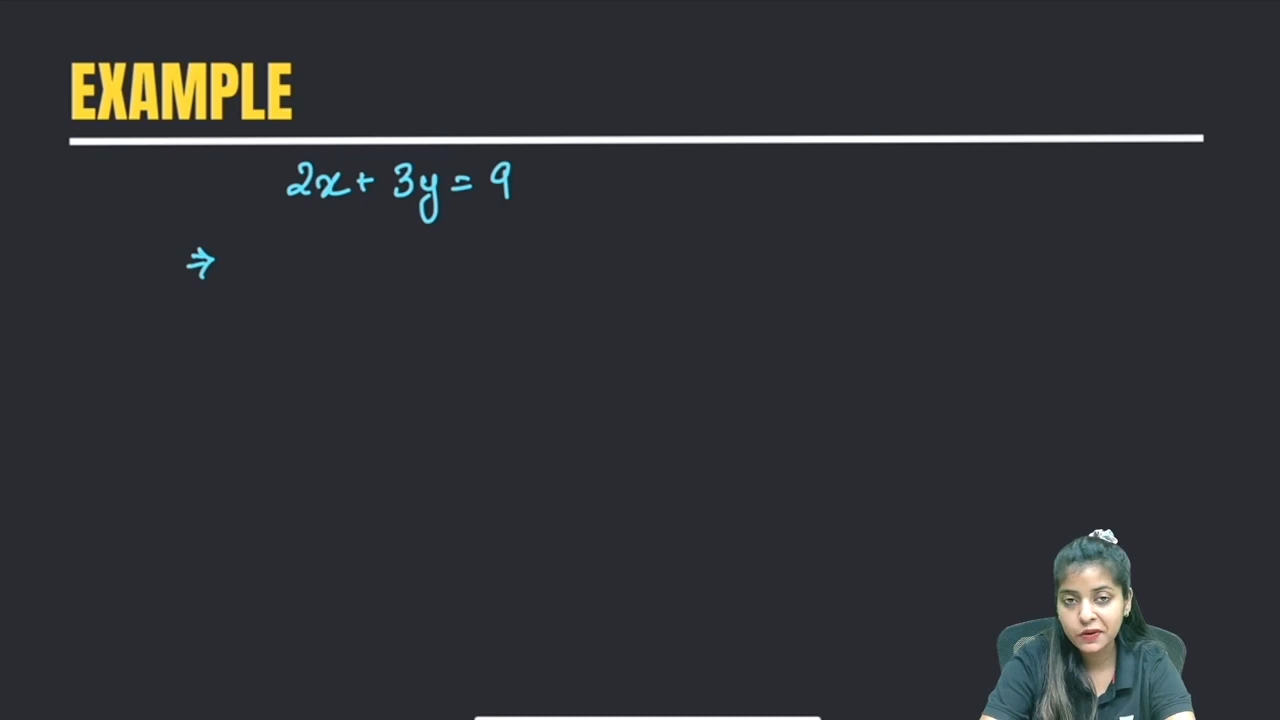 EXAMPLE
2x + 3y = 9
⇒